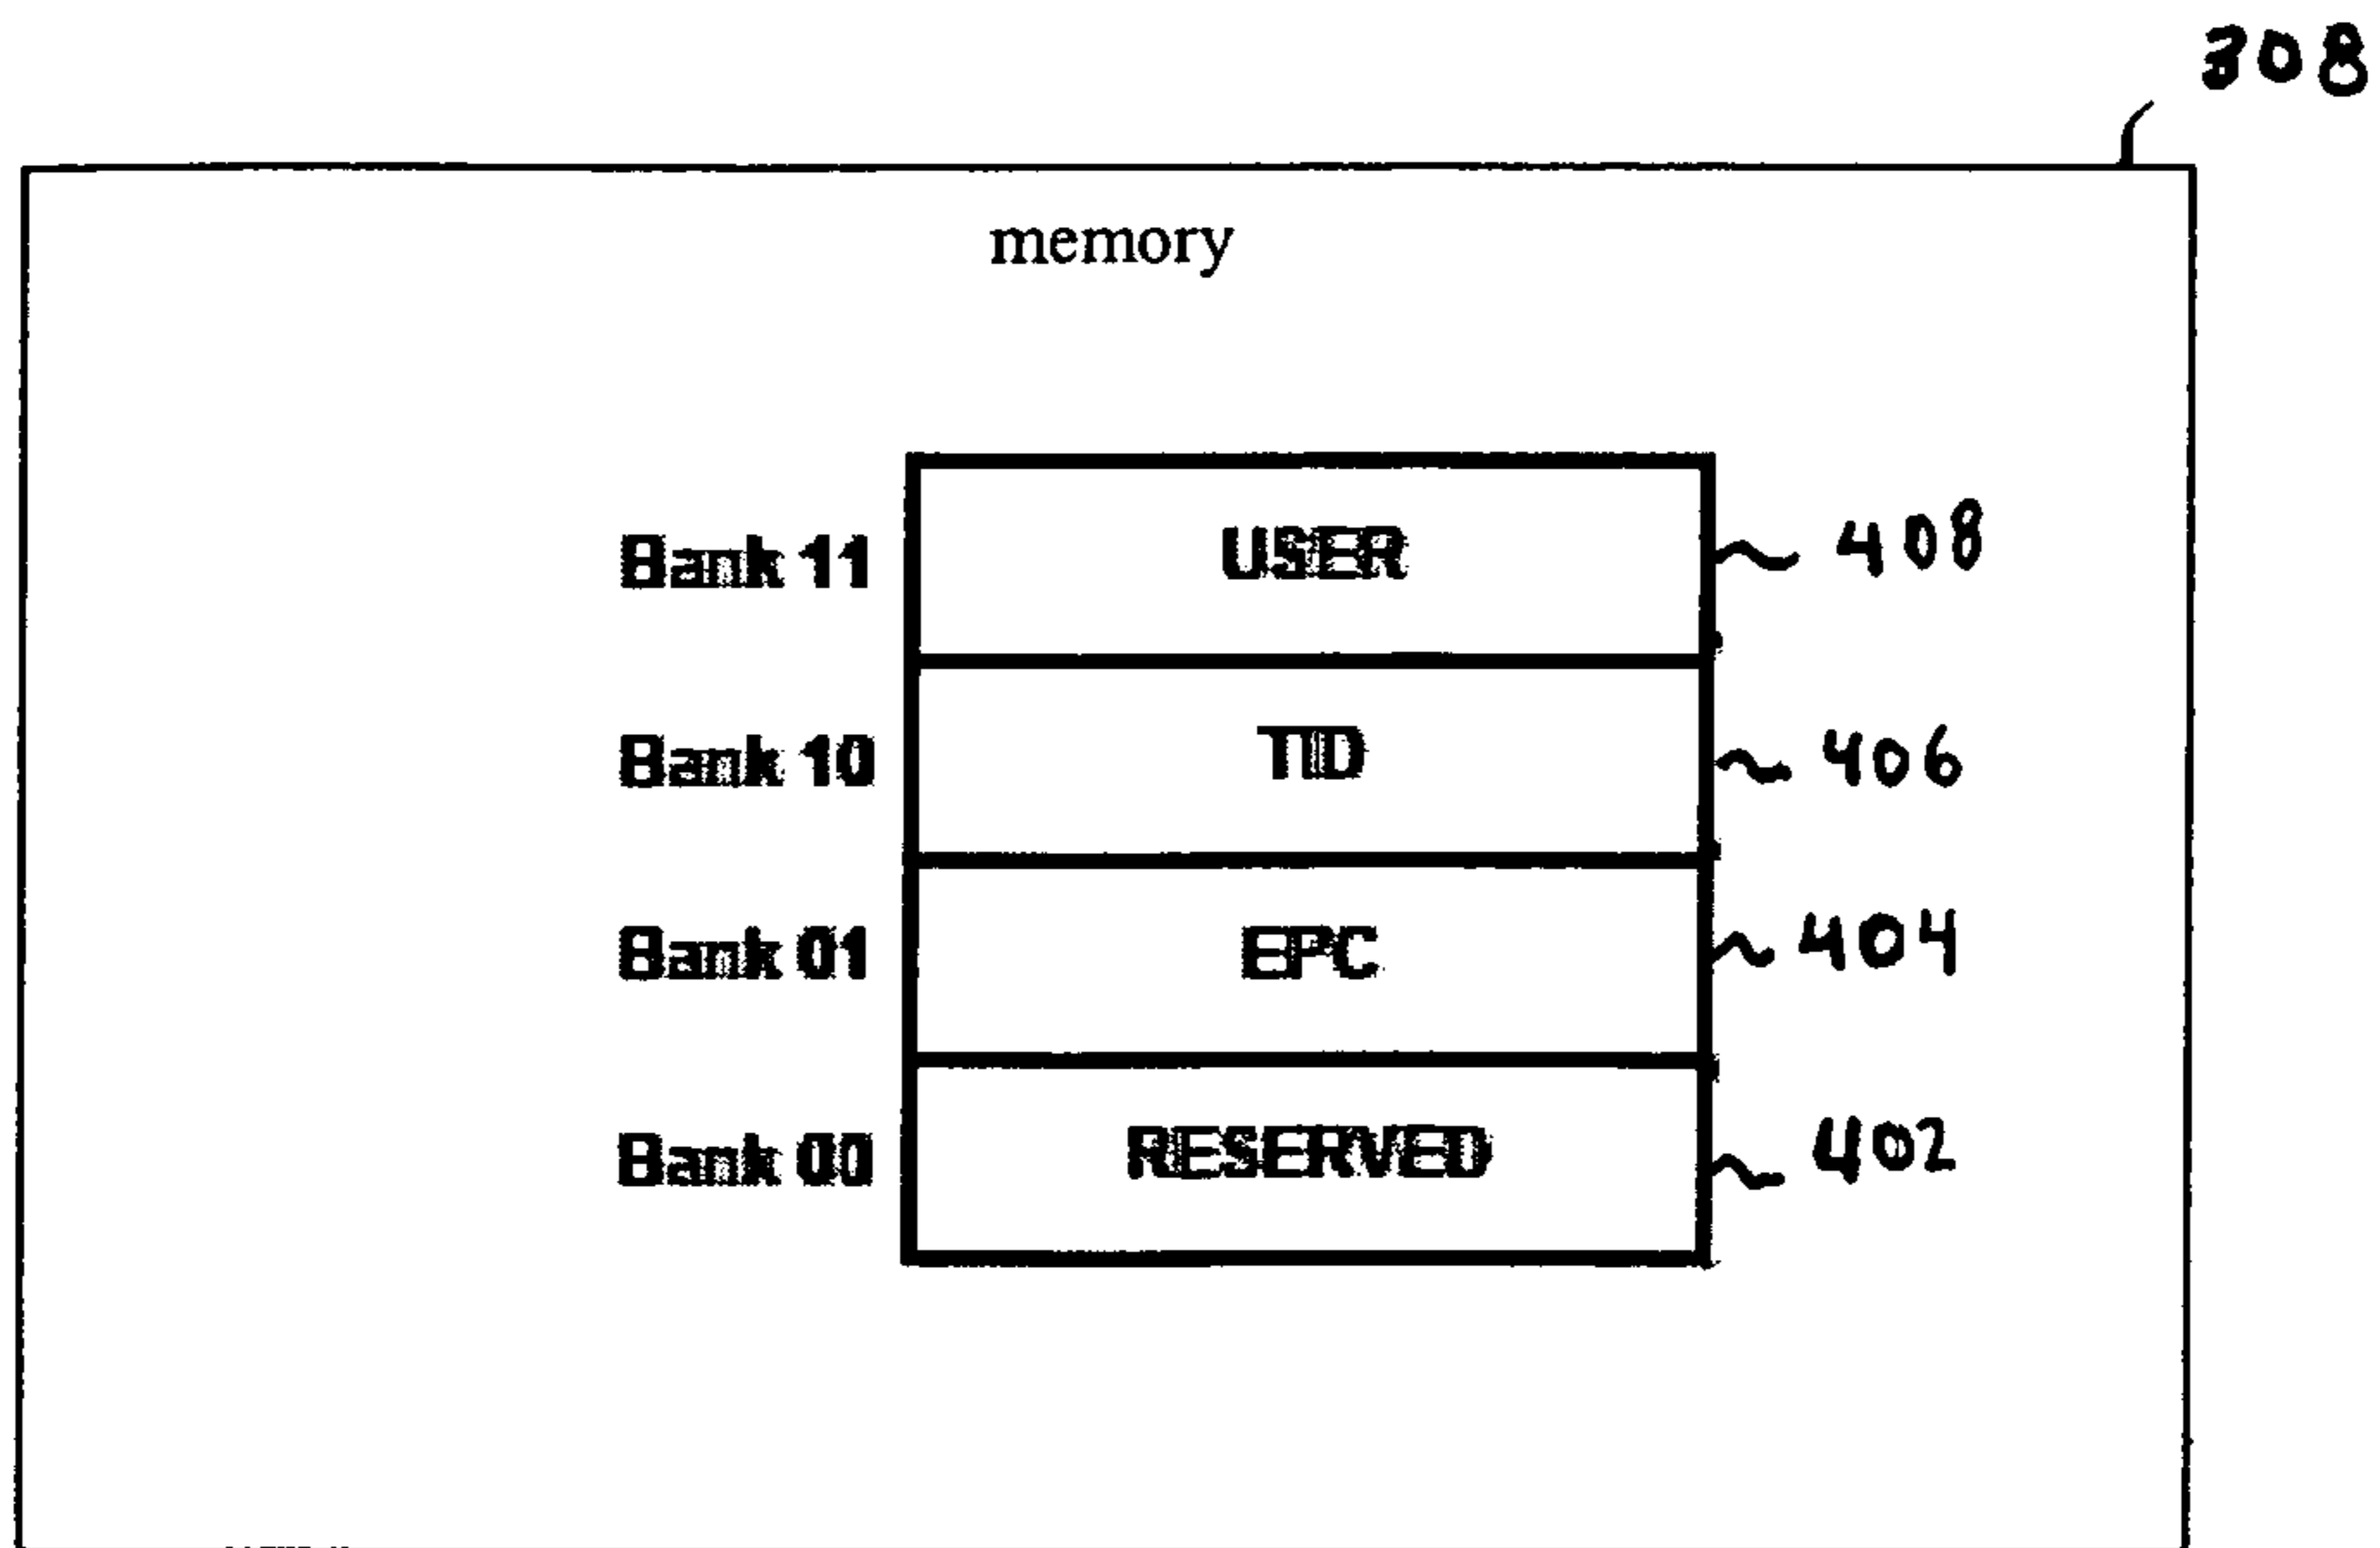 308
memory
Bank 11 USER 408
Bank 10 TID 406
Bank 01 EPC 404
Bank 00 RESERVED 402